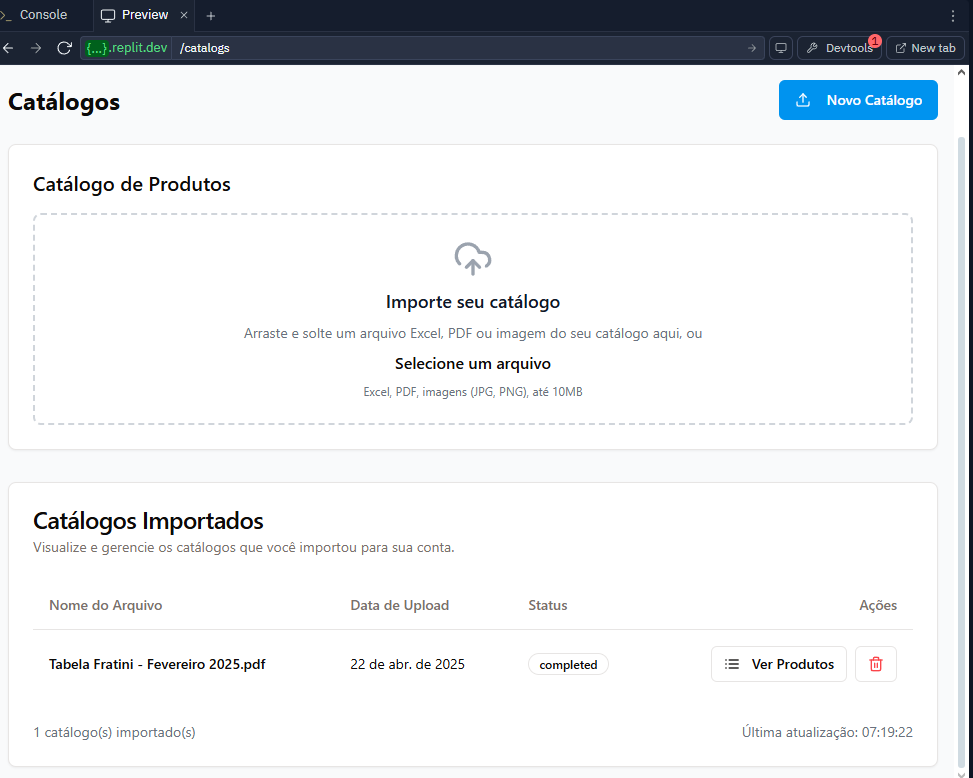 Console
Preview
{...}.replit.dev /catalogs
Devtools 1
New tab
Catálogos
Novo Catálogo
Catálogo de Produtos
Importe seu catálogo
Arraste e solte um arquivo Excel, PDF ou imagem do seu catálogo aqui, ou
Selecione um arquivo
Excel, PDF, imagens (JPG, PNG), até 10MB
Catálogos Importados
Visualize e gerencie os catálogos que você importou para sua conta.
Nome do Arquivo Data de Upload Status Ações
Tabela Fratini - Fevereiro 2025.pdf 22 de abr. de 2025 completed Ver Produtos
1 catálogo(s) importado(s) Última atualização: 07:19:22